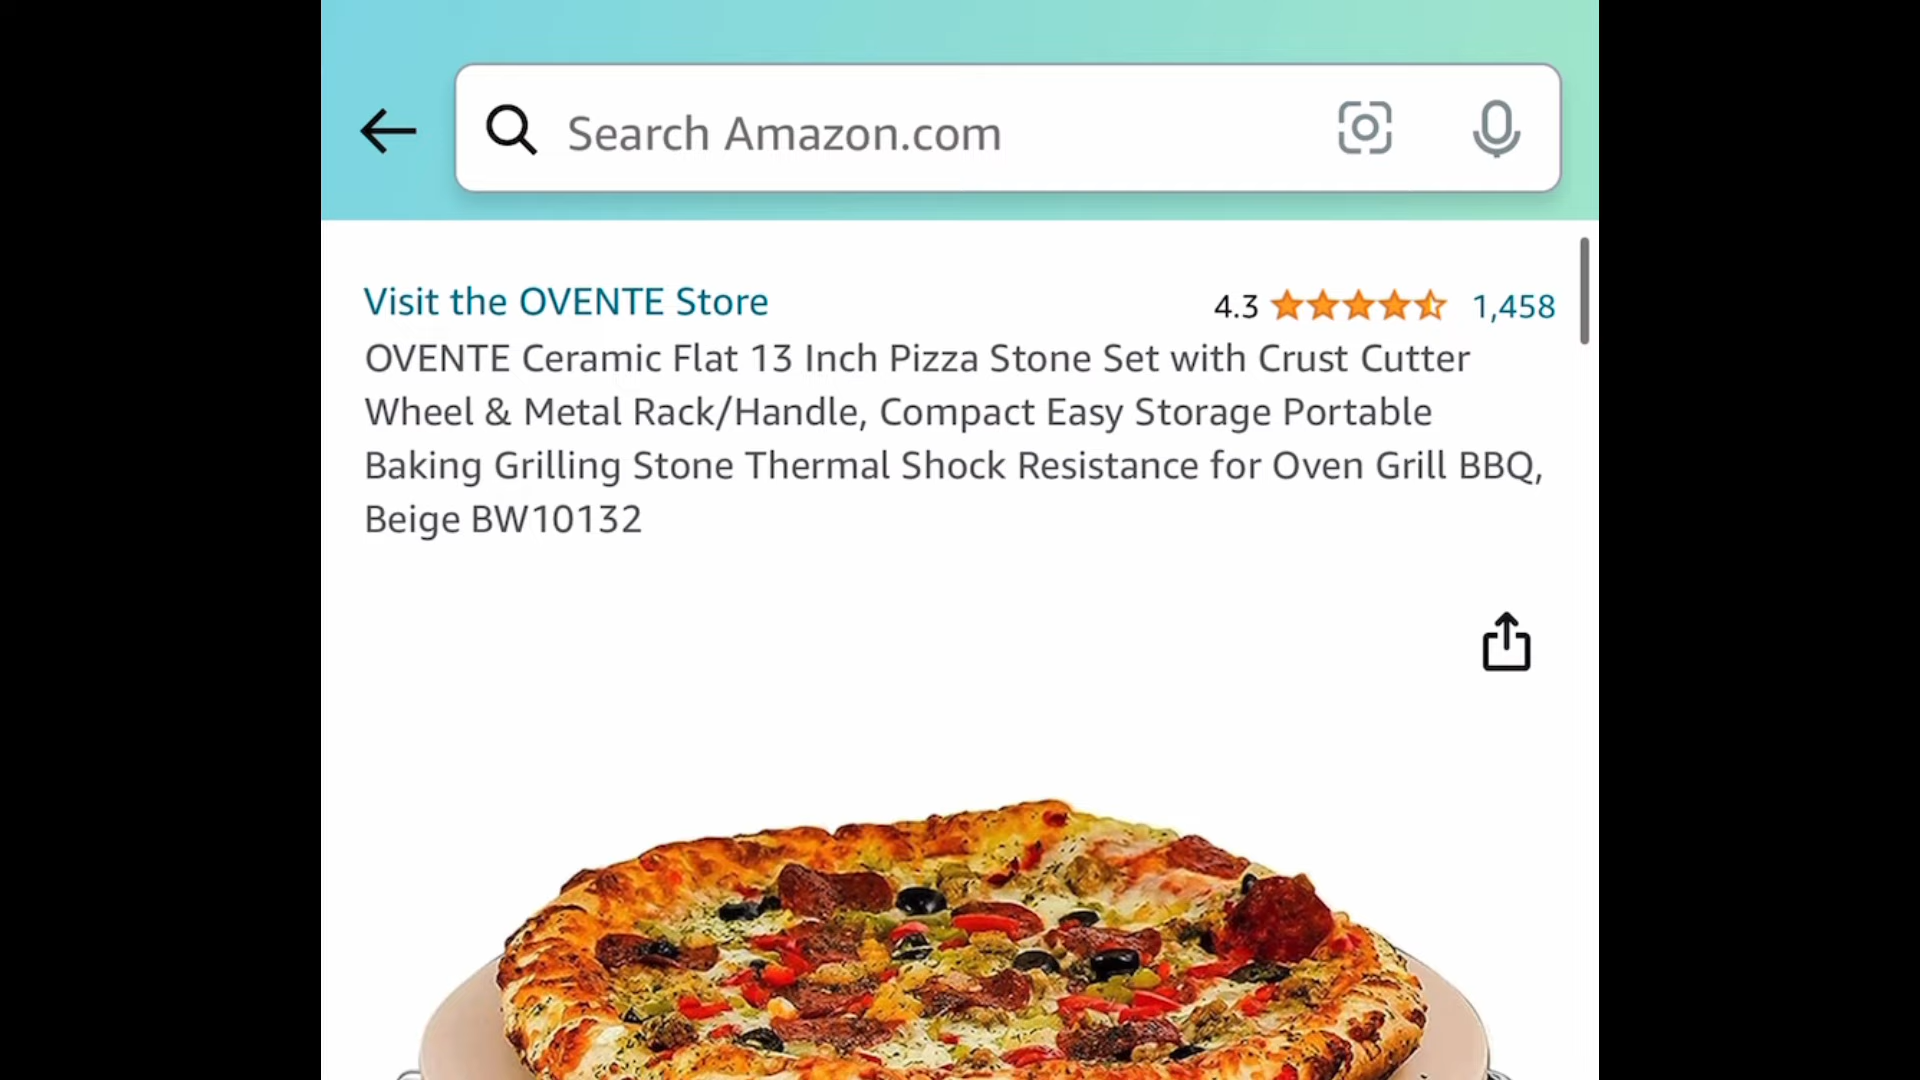 Search Amazon.com
Visit the OVENTE Store
4.3 1,458
OVENTE Ceramic Flat 13 Inch Pizza Stone Set with Crust Cutter
Wheel & Metal Rack/Handle, Compact Easy Storage Portable
Baking Grilling Stone Thermal Shock Resistance for Oven Grill BBQ,
Beige BW10132